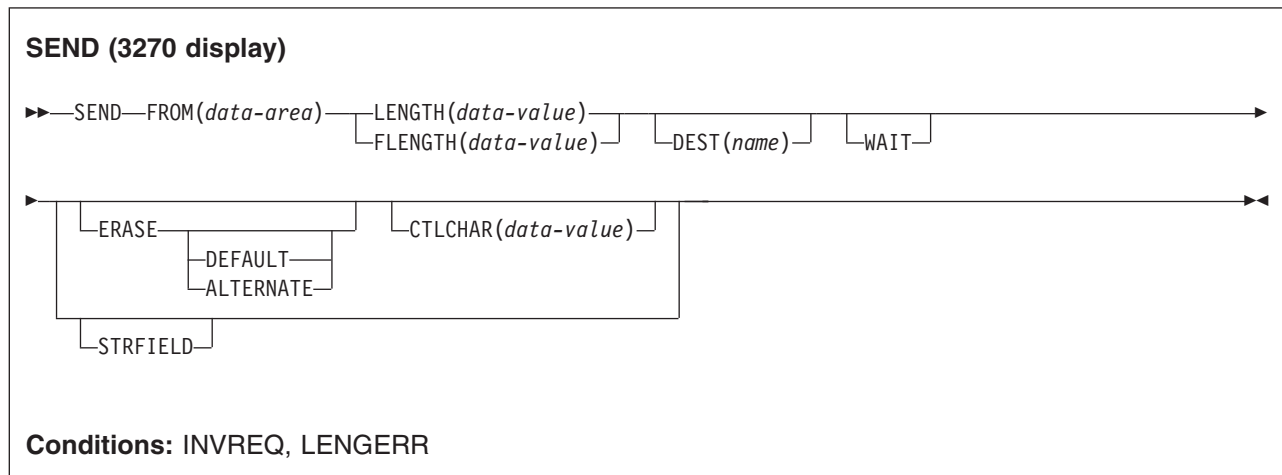 SEND (3270 display)
SEND FROM(data-area) LENGTH(data-value)
FLENGTH(data-value) DEST(name) WAIT
ERASE CTLCHAR(data-value)
DEFAULT
ALTERNATE
STRFIELD
Conditions: INVREQ, LENGERR